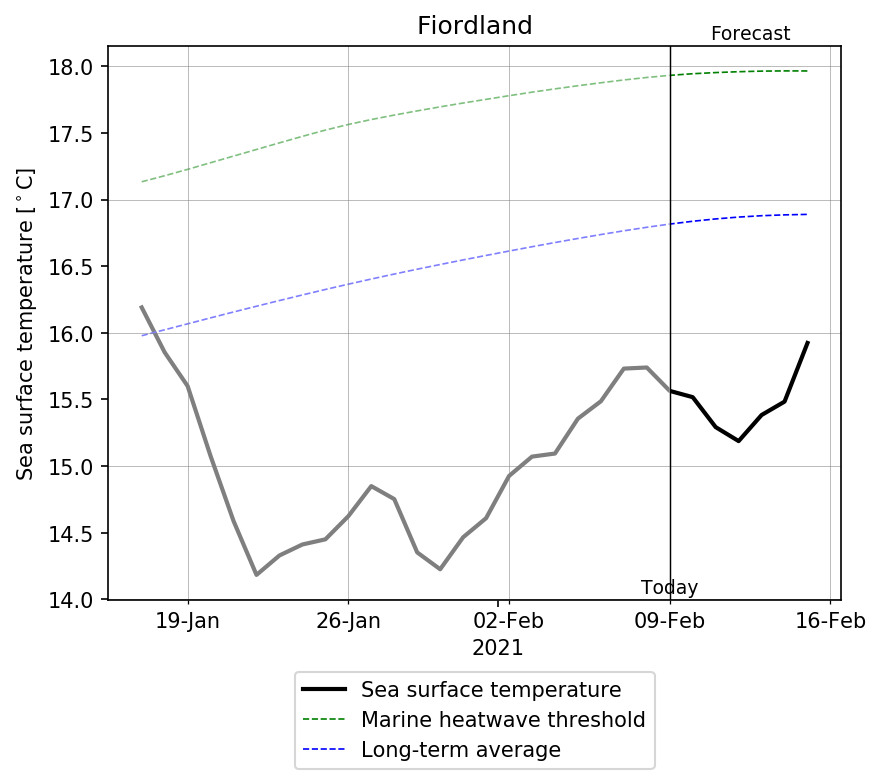 Fiordland
Forecast
18.0
17.5
17.0
16.5
16.0
15.5
15.0
14.5
14.0
Sea surface temperature [°C]
Today
19-Jan 26-Jan 02-Feb 09-Feb 16-Feb
2021
Sea surface temperature
Marine heatwave threshold
Long-term average